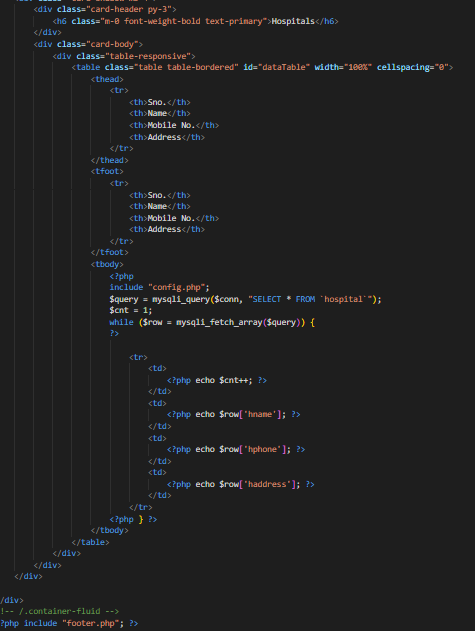 <div class="card-header py-3">
<h6 class="m-0 font-weight-bold text-primary">Hospitals</h6>
</div>
<div class="card-body">
<div class="table-responsive">
<table class="table table-bordered" id="dataTable" width="100%" cellspacing="0">
<thead>
<tr>
<th>Sno.</th>
<th>Name</th>
<th>Mobile No.</th>
<th>Address</th>
</tr>
</thead>
<tfoot>
<tr>
<th>Sno.</th>
<th>Name</th>
<th>Mobile No.</th>
<th>Address</th>
</tr>
</tfoot>
<tbody>
<?php
include "config.php";
$query = mysqli_query($conn, "SELECT * FROM `hospital`");
$cnt = 1;
while ($row = mysqli_fetch_array($query)) {
?>
<tr>
<td>
<?php echo $cnt++; ?>
</td>
<td>
<?php echo $row['hname']; ?>
</td>
<td>
<?php echo $row['hphone']; ?>
</td>
<td>
<?php echo $row['haddress']; ?>
</td>
</tr>
<?php } ?>
</tbody>
</table>
</div>
</div>
</div>
/div>
!-- /.container-fluid -->
?php include "footer.php"; ?>